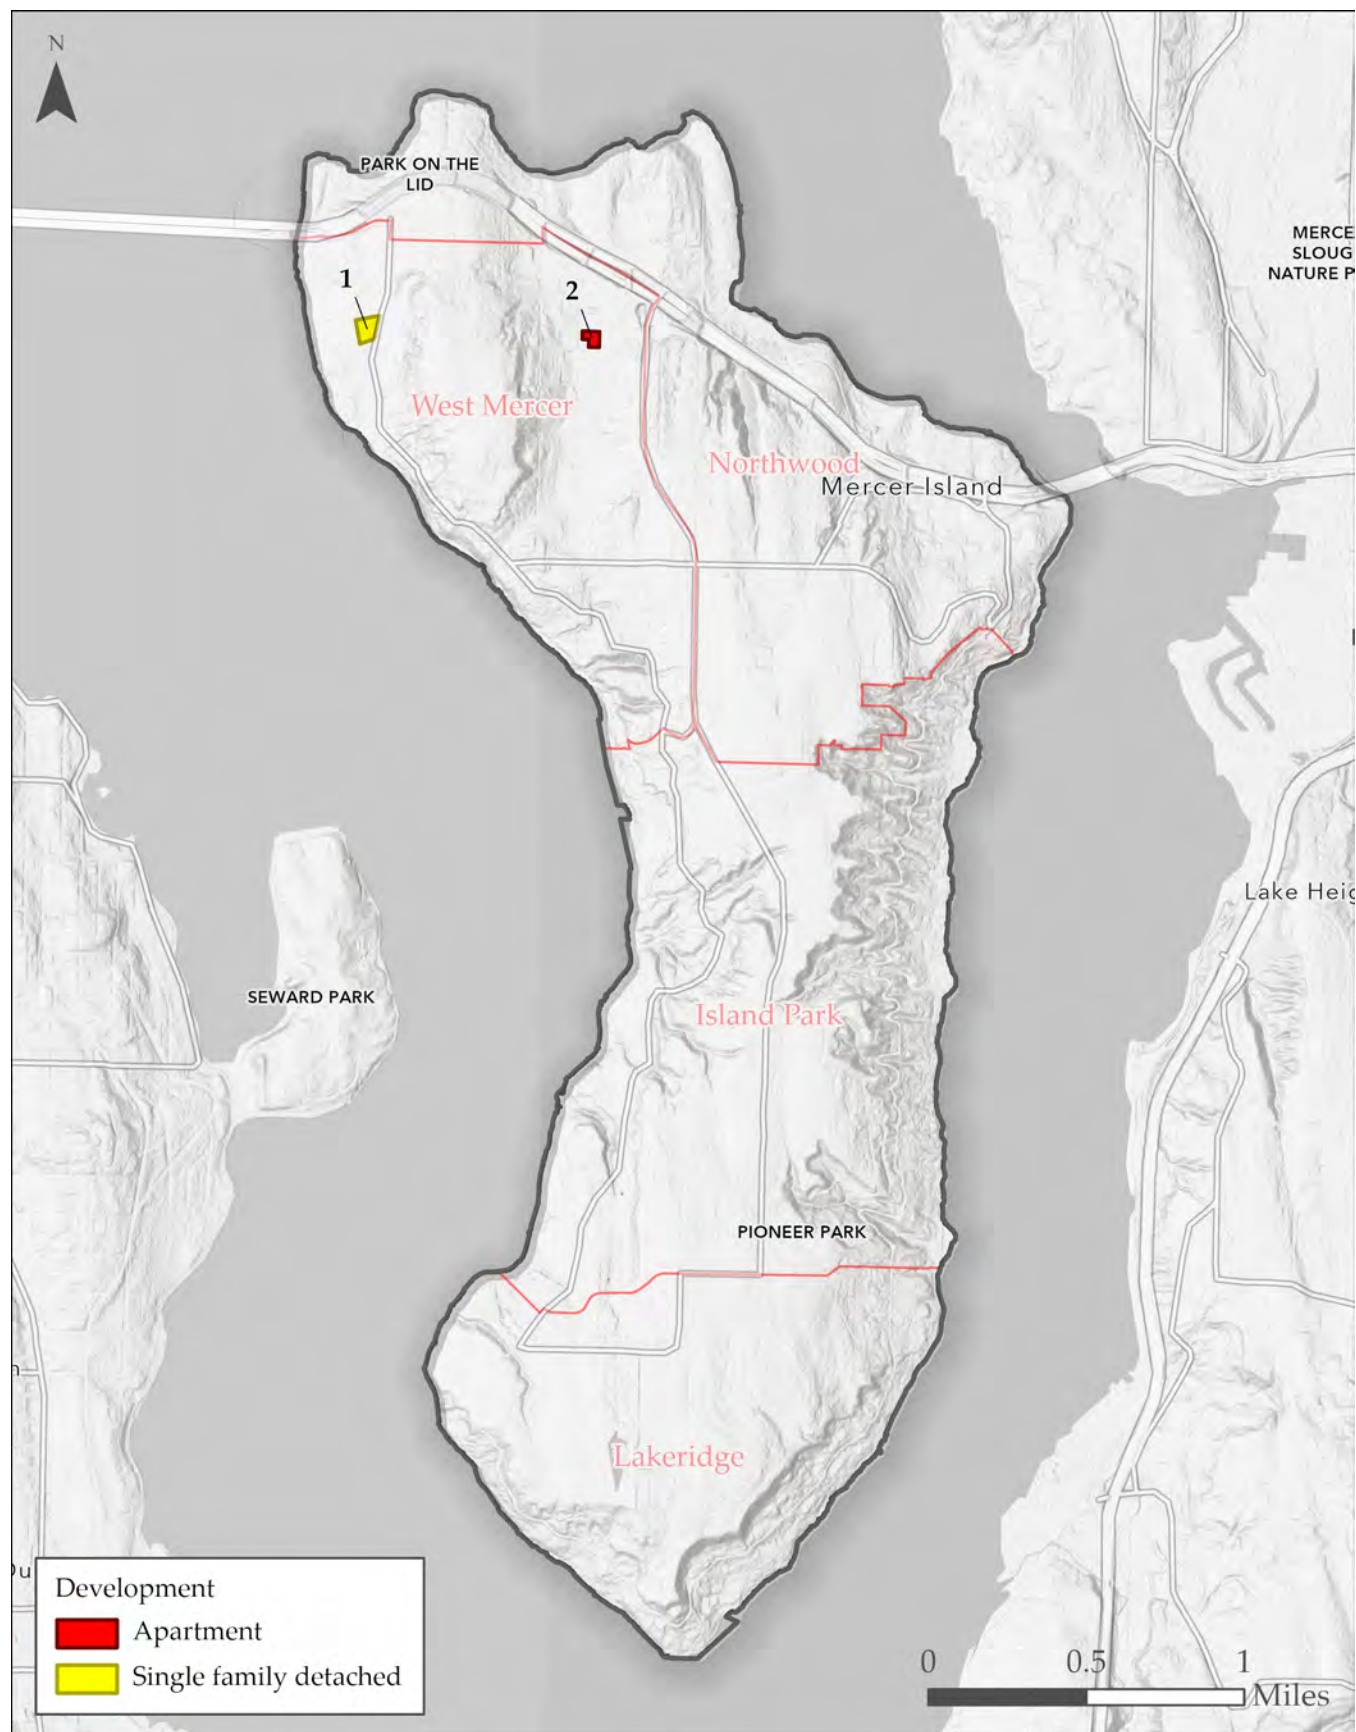 N
PARK ON THE
LID
MERCE
SLOUG
NATURE P
1
2
West Mercer
Northwood
Mercer Island
Lake Heig
SEWARD PARK
Island Park
PIONEER PARK
Lakeridge
Development
Apartment
Single family detached
0 0.5 1
Miles